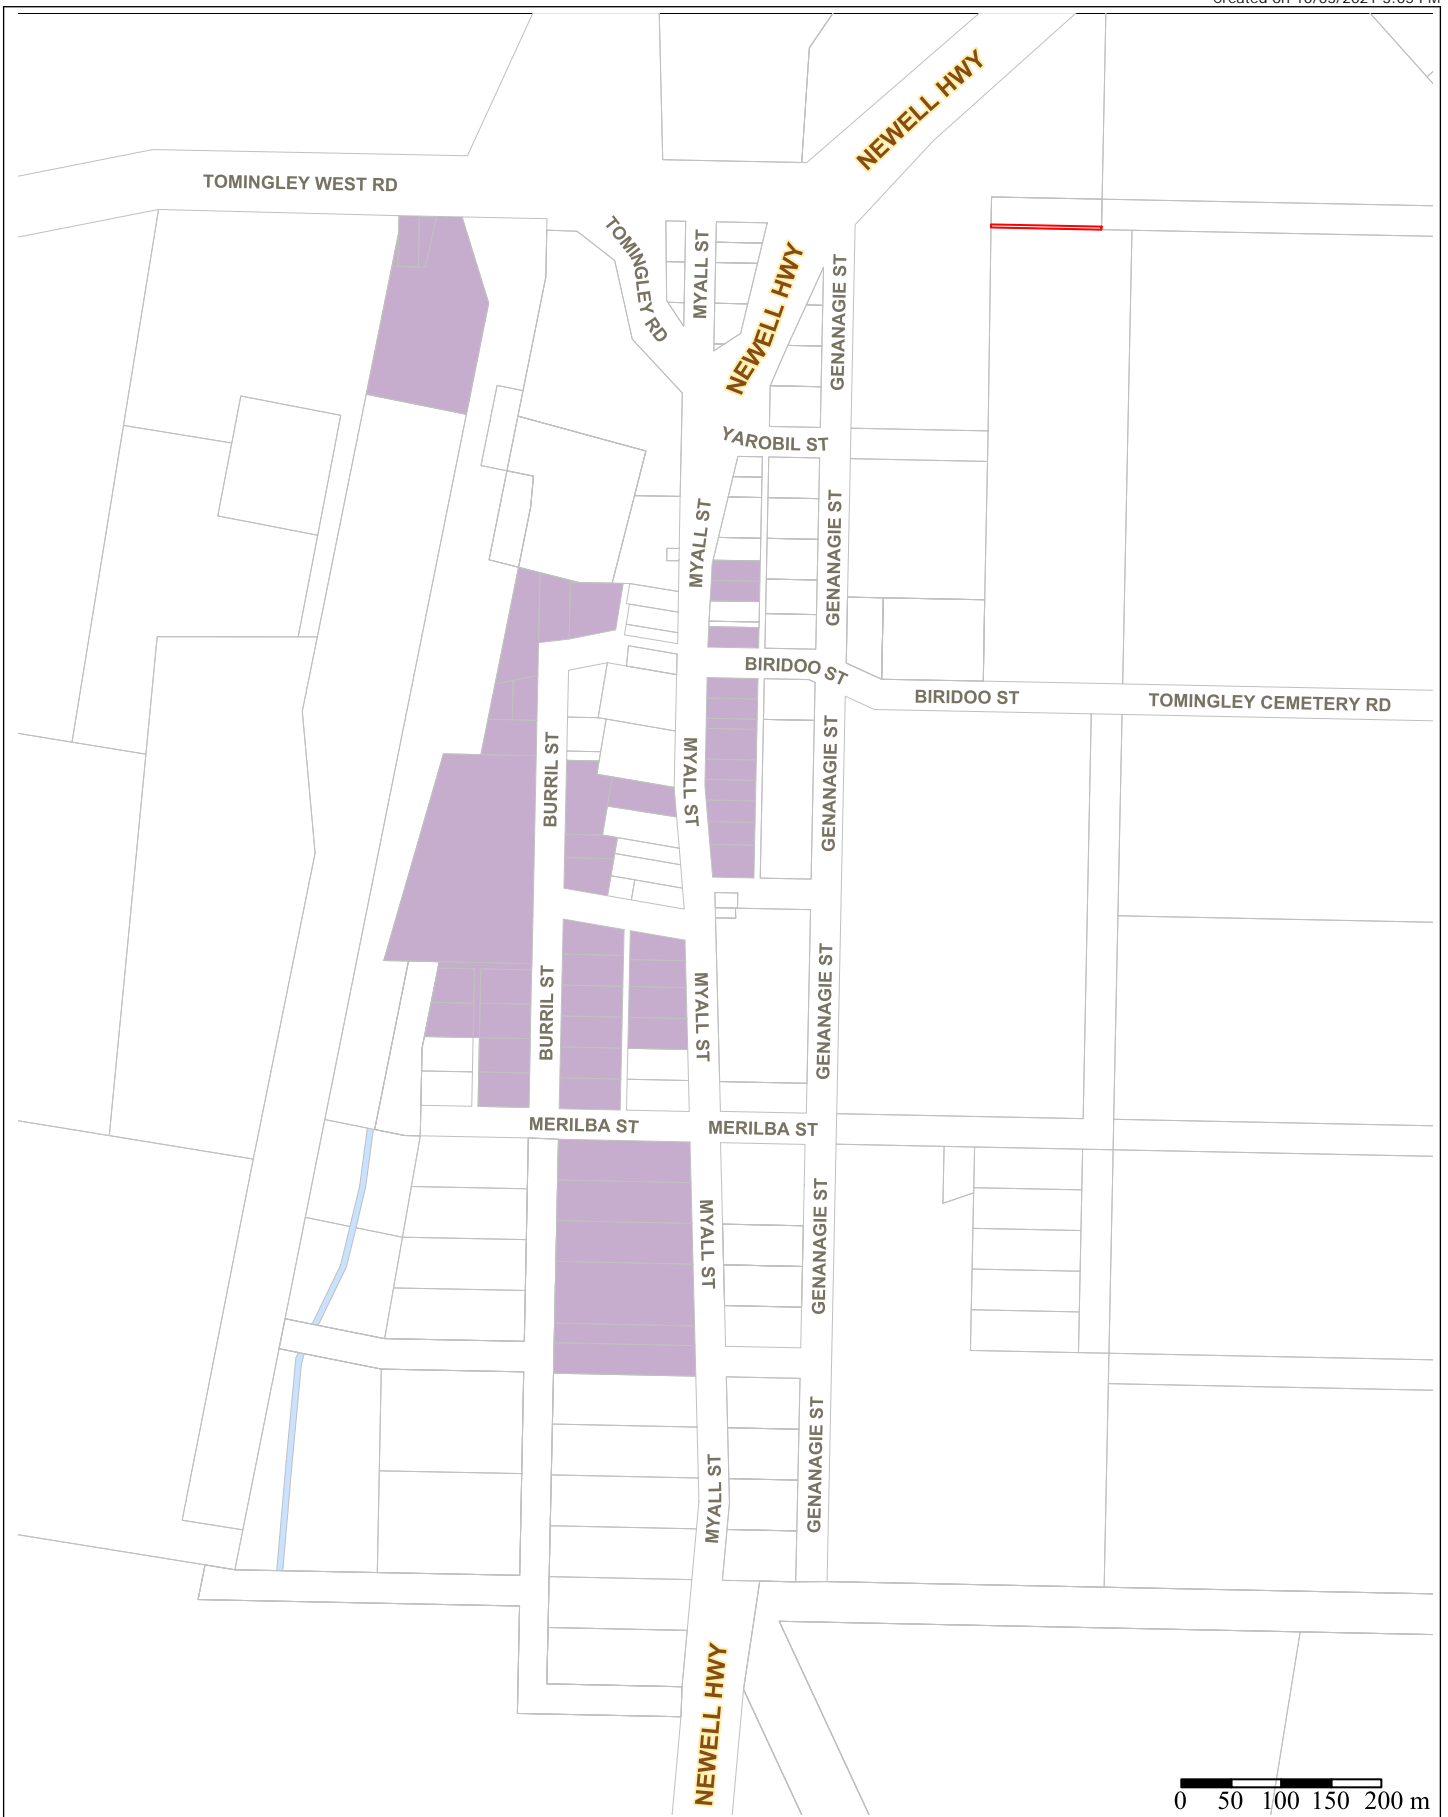 NEWELL HWY
TOMINGLEY WEST RD
TOMINGLEY RD
MYALL ST
NEWELL HWY
GENANAGIE ST
YAROBIL ST
MYALL ST
GENANAGIE ST
BIRIDOO ST
BIRIDOO ST
TOMINGLEY CEMETERY RD
BURRIL ST
MYALL ST
GENANAGIE ST
BURRIL ST
MYALL ST
GENANAGIE ST
MERILBA ST
MERILBA ST
MYALL ST
GENANAGIE ST
MYALL ST
GENANAGIE ST
NEWELL HWY
0 50 100 150 200 m